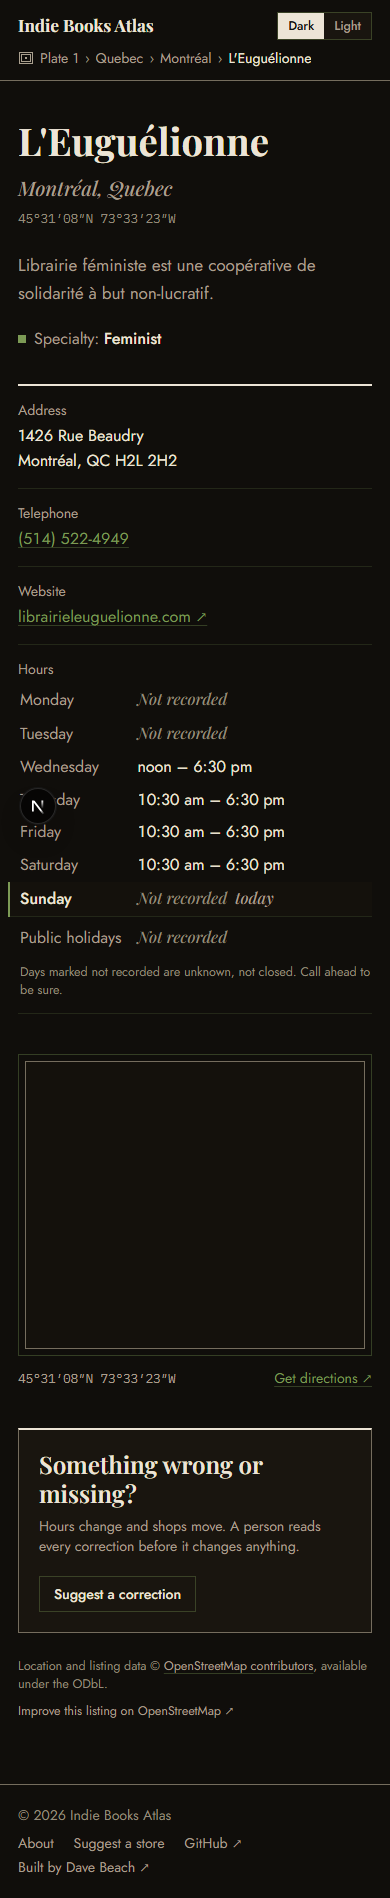 Indie Books Atlas
Dark Light
Plate 1 › Quebec › Montréal › L'Euguélionne
L'Euguélionne
Montréal, Quebec
45°31′08″N 73°33′23″W
Librairie féministe est une coopérative de
solidarité à but non-lucratif.
Specialty: Feminist
Address
1426 Rue Beaudry
Montréal, QC H2L 2H2
Telephone
(514) 522-4949
Website
librairieleuguelionne.com ↗
Hours
Monday Not recorded
Tuesday Not recorded
Wednesday noon – 6:30 pm
10:30 am – 6:30 pm
Friday 10:30 am – 6:30 pm
Saturday 10:30 am – 6:30 pm
Sunday Not recorded today
Public holidays Not recorded
Days marked not recorded are unknown, not closed. Call ahead to
be sure.
45°31′08″N 73°33′23″W Get directions ↗
Something wrong or
missing?
Hours change and shops move. A person reads
every correction before it changes anything.
Suggest a correction
Location and listing data © OpenStreetMap contributors, available
under the ODbL.
Improve this listing on OpenStreetMap ↗
© 2026 Indie Books Atlas
About Suggest a store GitHub ↗
Built by Dave Beach ↗